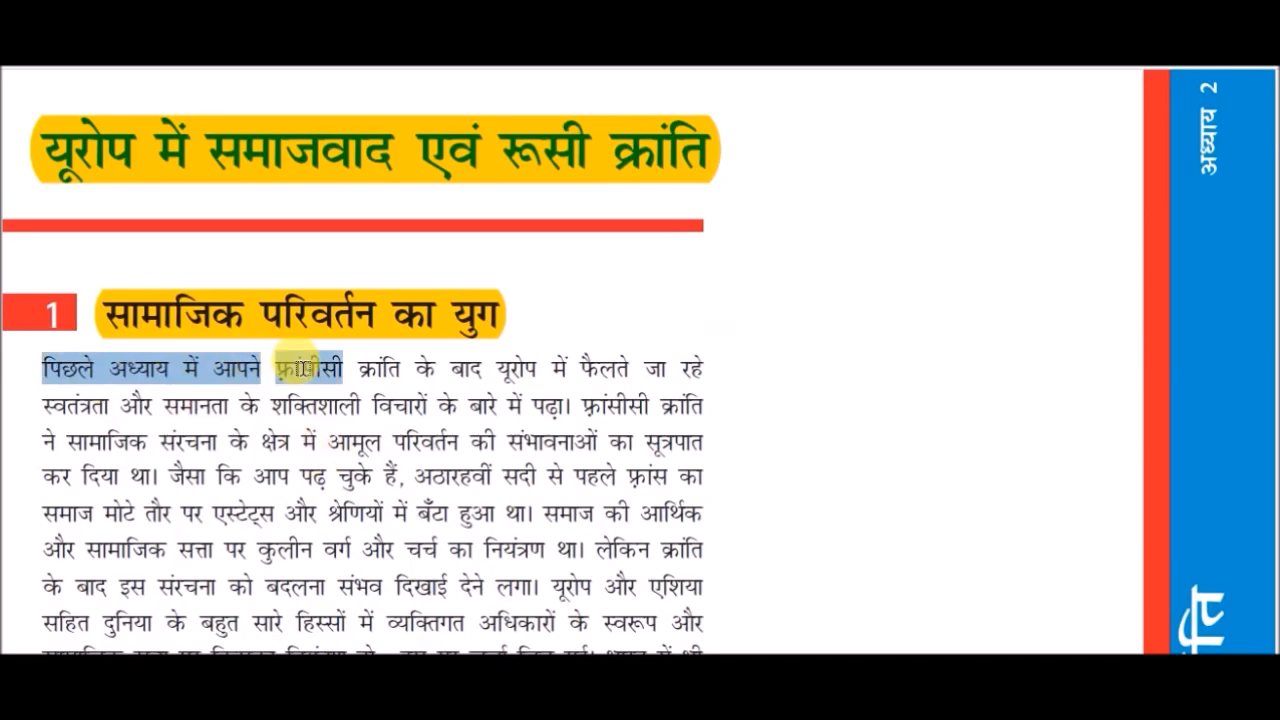 यूरोप में समाजवाद एवं रूसी क्रांति
1 सामाजिक परिवर्तन का युग
पिछले अध्याय में आपने फ़्रांसीसी क्रांति के बाद यूरोप में फैलते जा रहे
स्वतंत्रता और समानता के शक्तिशाली विचारों के बारे में पढ़ा। फ़्रांसीसी क्रांति
ने सामाजिक संरचना के क्षेत्र में आमूल परिवर्तन की संभावनाओं का सूत्रपात
कर दिया था। जैसा कि आप पढ़ चुके हैं, अठारहवीं सदी से पहले फ़्रांस का
समाज मोटे तौर पर एस्टेट्स और श्रेणियों में बँटा हुआ था। समाज की आर्थिक
और सामाजिक सत्ता पर कुलीन वर्ग और चर्च का नियंत्रण था। लेकिन क्रांति
के बाद इस संरचना को बदलना संभव दिखाई देने लगा। यूरोप और एशिया
सहित दुनिया के बहुत सारे हिस्सों में व्यक्तिगत अधिकारों के स्वरूप और
अध्याय 2